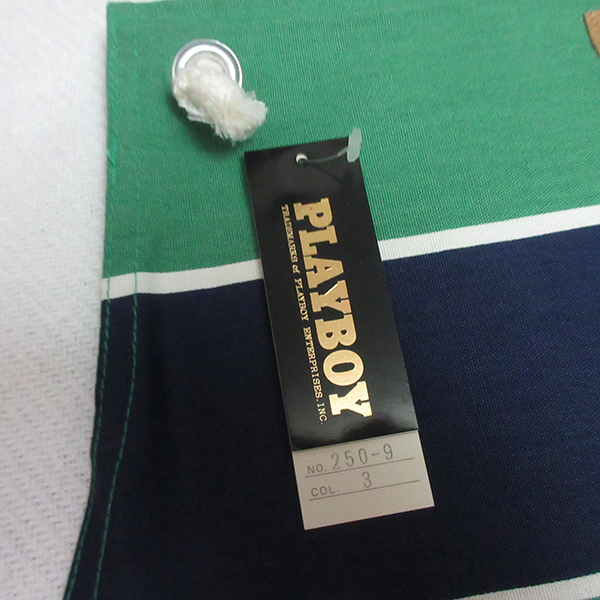 PLAYBOY
TRADEMARKS of PLAYBOY ENTERPRISES, INC.
NO. 250-9
COL. 3